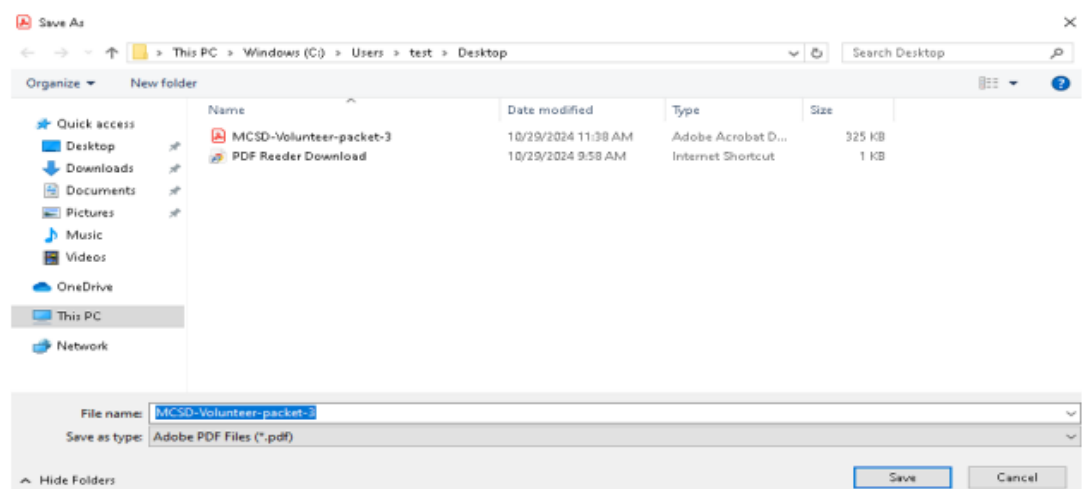 Save As
This PC > Windows (C:) > Users > test > Desktop
Search Desktop
Organize
New folder
Name Date modified Type Size
Quick access
Desktop
Downloads
Documents
Pictures
Music
Videos
OneDrive
This PC
Network
MCSD-Volunteer-packet-3 10/29/2024 11:38 AM Adobe Acrobat D... 325 KB
PDF Reeder Download 10/29/2024 9:58 AM Internet Shortcut 1 KB
File name: MCSD-Volunteer-packet-3
Save as type: Adobe PDF Files (*.pdf)
Hide Folders
Save
Cancel